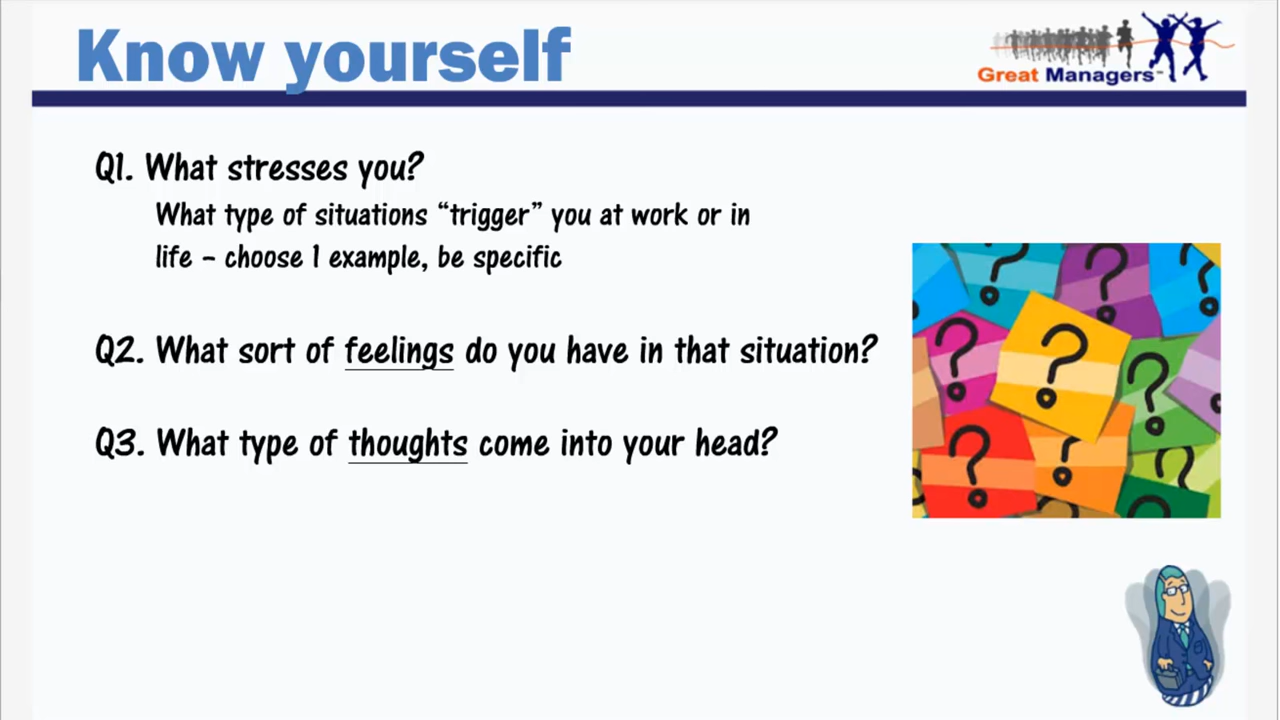 Know yourself
Great Managers™
Q1. What stresses you?
What type of situations “trigger” you at work or in
life – choose 1 example, be specific
Q2. What sort of feelings do you have in that situation?
Q3. What type of thoughts come into your head?
? ? ? ? ? ? ? ? ?